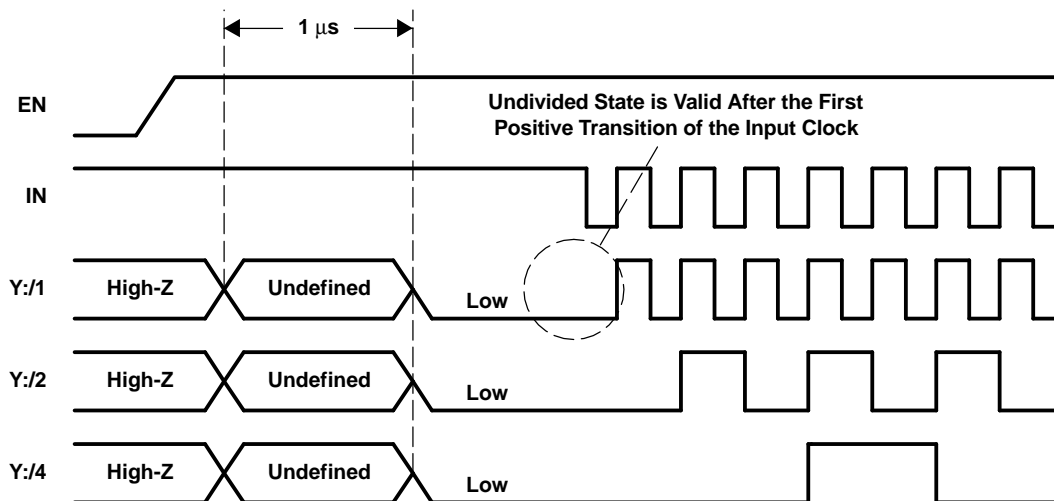 1 μs
EN
Undivided State is Valid After the First
Positive Transition of the Input Clock
IN
Y:/1 High-Z Undefined Low
Y:/2 High-Z Undefined Low
Y:/4 High-Z Undefined Low